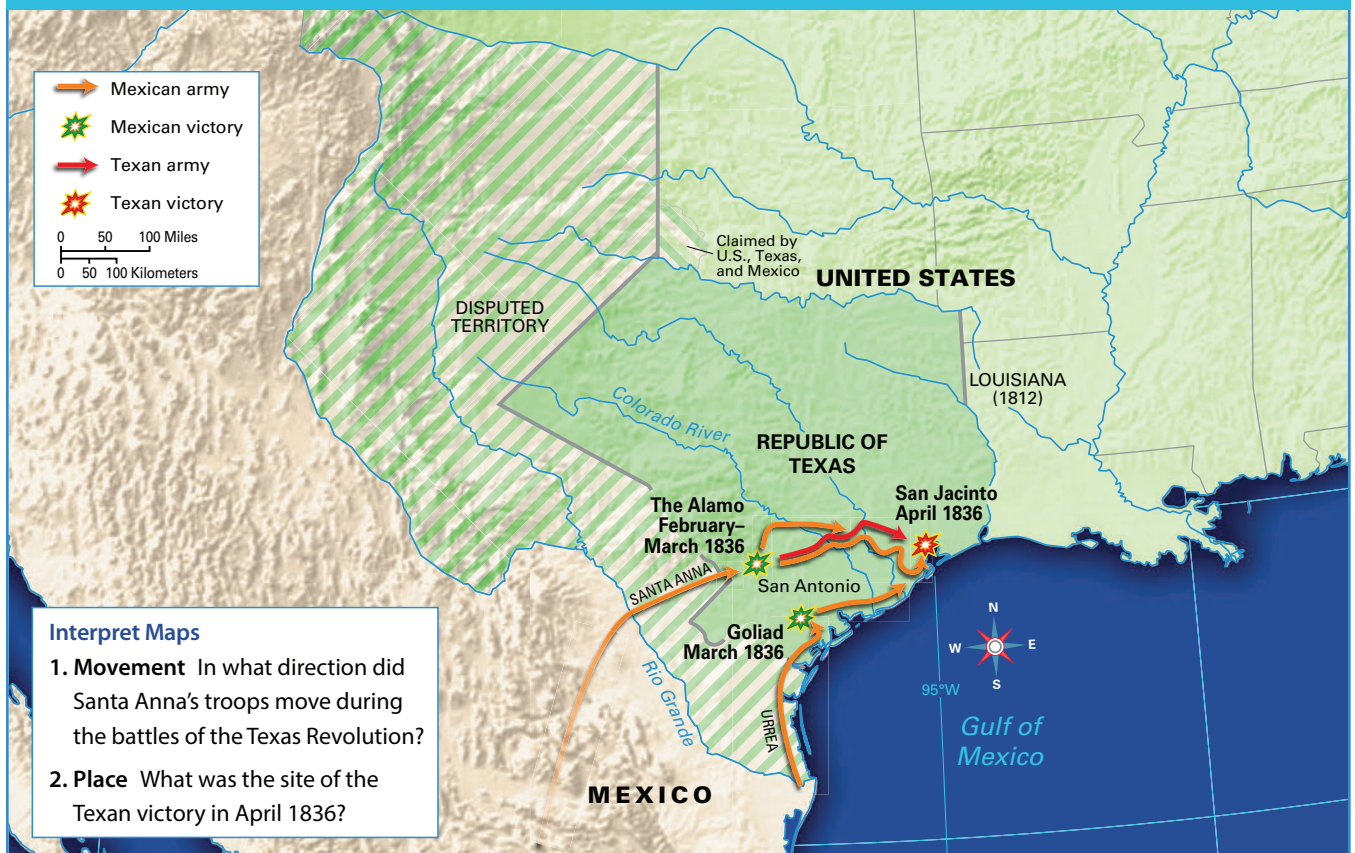 Mexican army
Mexican victory
Texan army
Texan victory
0 50 100 Miles
0 50 100 Kilometers
Claimed by
U.S., Texas,
and Mexico
UNITED STATES
DISPUTED
TERRITORY
LOUISIANA
(1812)
Colorado River
REPUBLIC OF
TEXAS
The Alamo
February–
March 1836
San Jacinto
April 1836
SANTA ANNA
San Antonio
Goliad
March 1836
Rio Grande
URREA
MEXICO
N
W
E
S
95°W
Gulf of
Mexico
Interpret Maps
1. Movement In what direction did
Santa Anna’s troops move during
the battles of the Texas Revolution?
2. Place What was the site of the
Texan victory in April 1836?